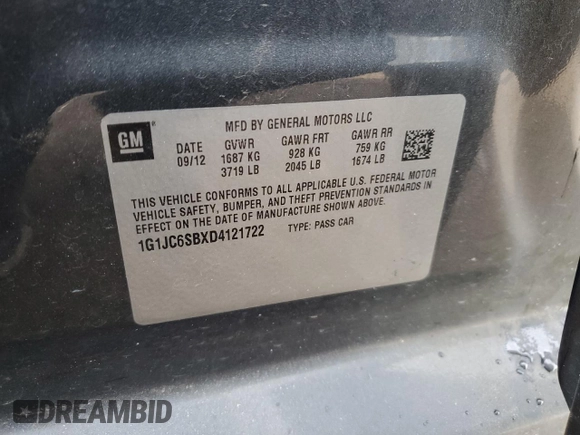 MFD BY GENERAL MOTORS LLC
GM ®
DATE GVWR GAWR FRT GAWR RR
09/12 1687 KG 928 KG 759 KG
3719 LB 2045 LB 1674 LB
THIS VEHICLE CONFORMS TO ALL APPLICABLE U.S. FEDERAL MOTOR
VEHICLE SAFETY, BUMPER, AND THEFT PREVENTION STANDARDS IN
EFFECT ON THE DATE OF MANUFACTURE SHOWN ABOVE.
1G1JC6SBXD4121722 TYPE: PASS CAR
DREAMBID